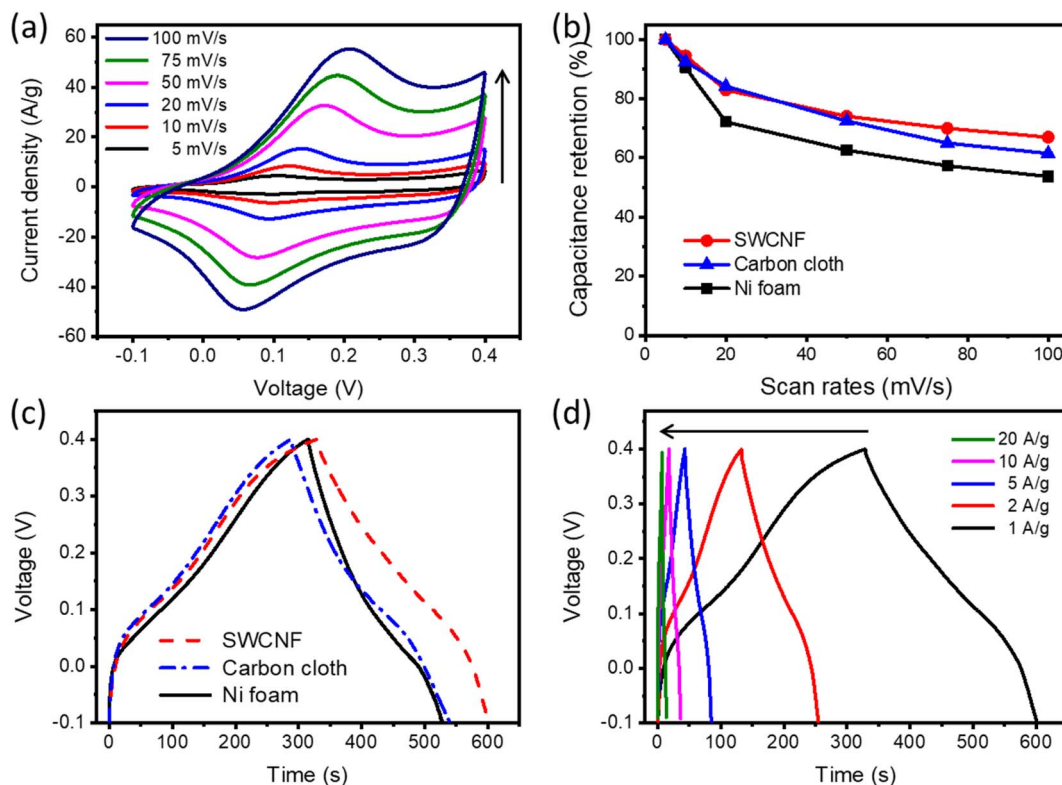 (a)
Current density (A/g)
60
40
20
0
-20
-40
-60
100 mV/s
75 mV/s
50 mV/s
20 mV/s
10 mV/s
5 mV/s
-0.1 0.0 0.1 0.2 0.3 0.4
Voltage (V)
(b)
Capacitance retention (%)
100
80
60
40
20
0
SWCNF
Carbon cloth
Ni foam
0 20 40 60 80 100
Scan rates (mV/s)
(c)
Voltage (V)
0.4
0.3
0.2
0.1
0.0
-0.1
SWCNF
Carbon cloth
Ni foam
0 100 200 300 400 500 600
Time (s)
(d)
Voltage (V)
0.4
0.3
0.2
0.1
0.0
-0.1
20 A/g
10 A/g
5 A/g
2 A/g
1 A/g
0 100 200 300 400 500 600
Time (s)